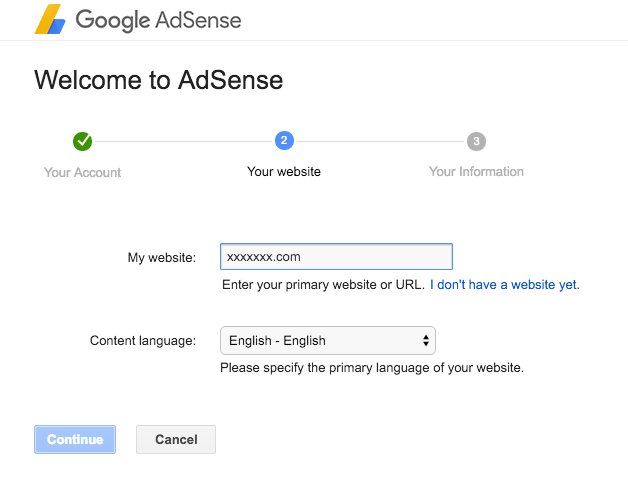 Google AdSense
Welcome to AdSense
2
3
Your Account
Your website
Your Information
My website:
xxxxxxx.com
Enter your primary website or URL. I don't have a website yet.
Content language:
English - English
Please specify the primary language of your website.
Continue
Cancel